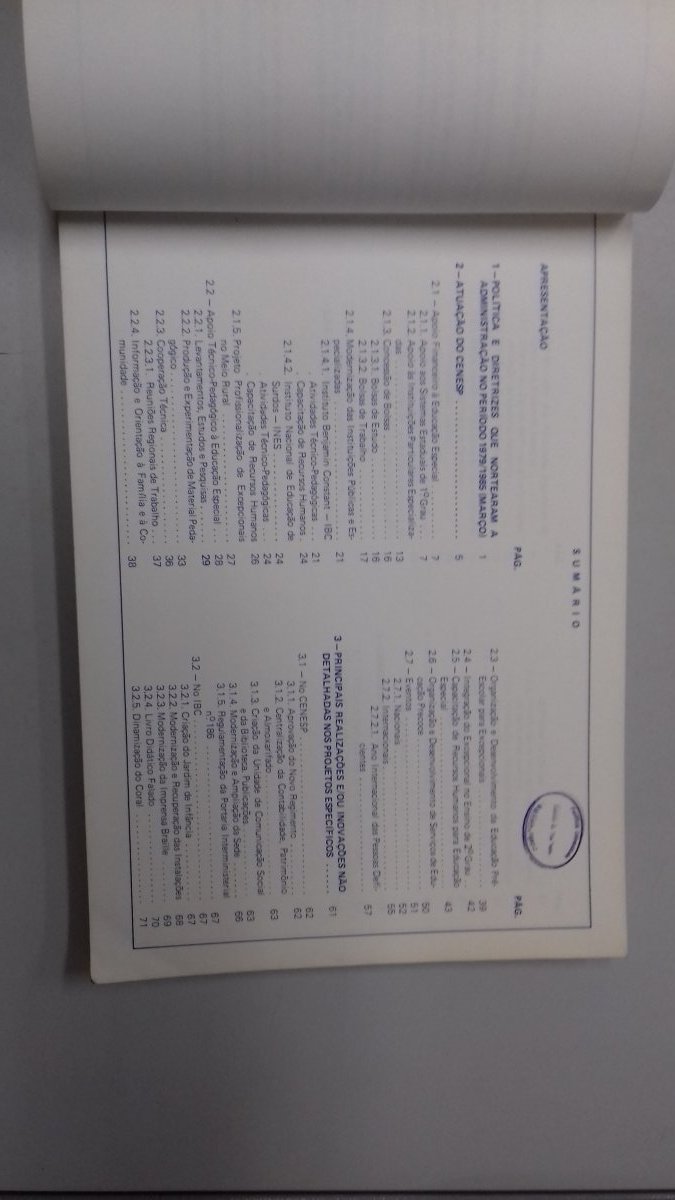 SUMÁRIO
PÁG.
APRESENTAÇÃO
1 – POLÍTICA E DIRETRIZES QUE NORTEARAM A
ADMINISTRAÇÃO NO PERÍODO 1979/1985 (MARÇO) 1
2 – ATUAÇÃO DO CENESP ........ 5
2.1 – Apoio Financeiro à Educação Especial ........ 7
2.1.1. Apoio aos Sistemas Estaduais de 1º Grau 7
2.1.2. Apoio às Instituições Particulares Especializa-
das ........ 13
2.1.3. Concessão de Bolsas ........ 16
2.1.3.1. Bolsas de Estudo ........ 16
2.1.3.2. Bolsas de Trabalho ........ 17
2.1.4. Modernização das Instituições Públicas e Es-
pecializadas ........ 21
2.1.4.1. Instituto Benjamin Constant – IBC
Atividades Técnico-Pedagógicas ........ 21
Capacitação de Recursos Humanos . 24
2.1.4.2. Instituto Nacional de Educação de
Surdos – INES ........ 24
Atividades Técnico-Pedagógicas ........ 24
Capacitação de Recursos Humanos 26
2.1.5. Projeto Profissionalização de Excepcionais
no Meio Rural ........ 27
2.2 – Apoio Técnico-Pedagógico à Educação Especial . 28
2.2.1. Levantamentos, Estudos e Pesquisas ........ 29
2.2.2. Produção e Experimentação de Material Peda-
gógico ........ 33
2.2.3. Cooperação Técnica ........ 36
2.2.3.1. Reuniões Regionais de Trabalho ... 37
2.2.4. Informação e Orientação à Família e à Co-
munidade ........ 38
PÁG.
2.3 – Organização e Desenvolvimento da Educação Pré-
Escolar para Excepcionais ........ 39
2.4 – Integração do Excepcional no Ensino de 2º Grau .. 42
2.5 – Capacitação de Recursos Humanos para Educação
Especial ........ 43
2.6 – Organização e Desenvolvimento de Serviços de Edu-
cação Precoce ........ 50
2.7 – Eventos ........ 51
2.7.1. Nacionais ........ 52
2.7.2. Internacionais ........ 55
2.7.2.1. Ano Internacional das Pessoas Defi-
cientes ........ 57
3 – PRINCIPAIS REALIZAÇÕES E/OU INOVAÇÕES NÃO
DETALHADAS NOS PROJETOS ESPECÍFICOS ...... 61
3.1 – No CENESP ........ 62
3.1.1. Aprovação do Novo Regimento ........ 62
3.1.2. Centralização da Contabilidade, Patrimônio
e Almoxarifado ........ 63
3.1.3. Criação da Unidade de Comunicação Social
e da Biblioteca, Publicações ........ 63
3.1.4. Modernização e Ampliação da Sede ........ 66
3.1.5. Regulamentação da Portaria Interministerial
nº 186 ........ 67
3.2 – No IBC ........ 67
3.2.1. Criação do Jardim de Infância ........ 67
3.2.2. Modernização e Recuperação das Instalações 68
3.2.3. Modernização da Imprensa Braille ........ 69
3.2.4. Livro Didático Falado ........ 70
3.2.5. Dinamização do Coral ........ 71